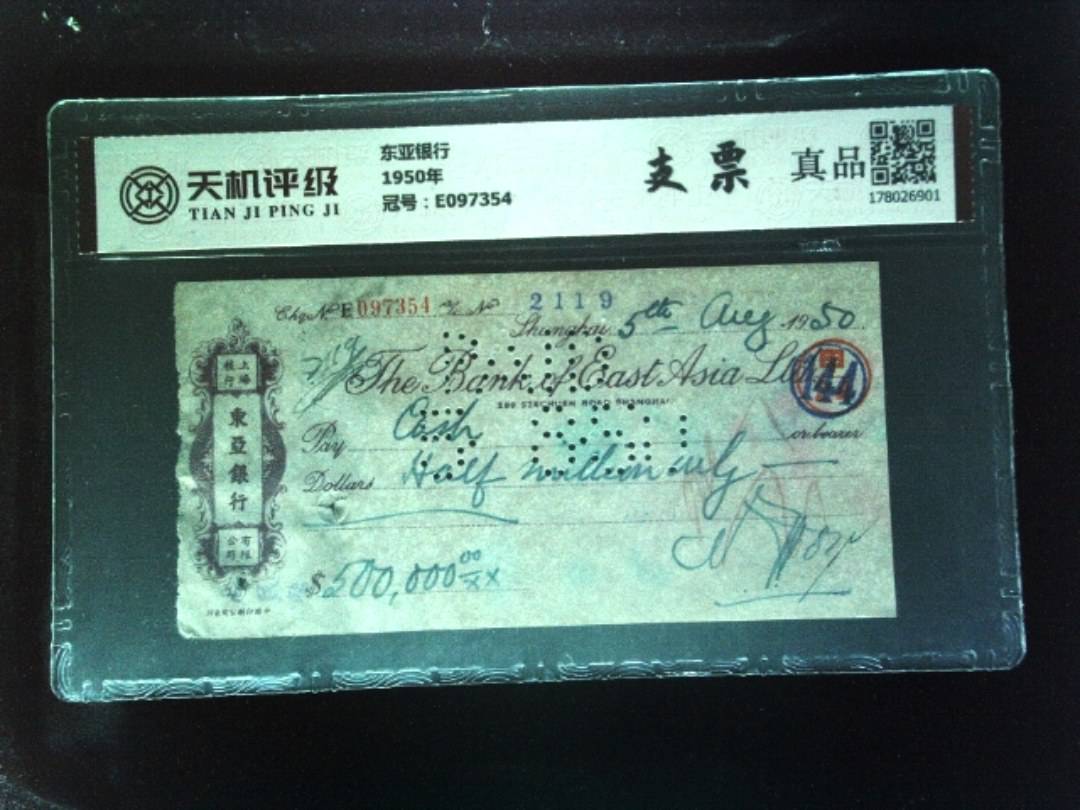 天机评级
TIAN JI PING JI
东亚银行
1950年
冠号：E097354
支票
真品
178026901
Chq. No. E 097354 a/c No 2119
Shanghai 5th Aug 1950.
The Bank of East Asia Ltd
144
Pay Cash or bearer
Dollars Half million only
$500,000 00/xx
上海
銀行
東亞銀行
有限
公司